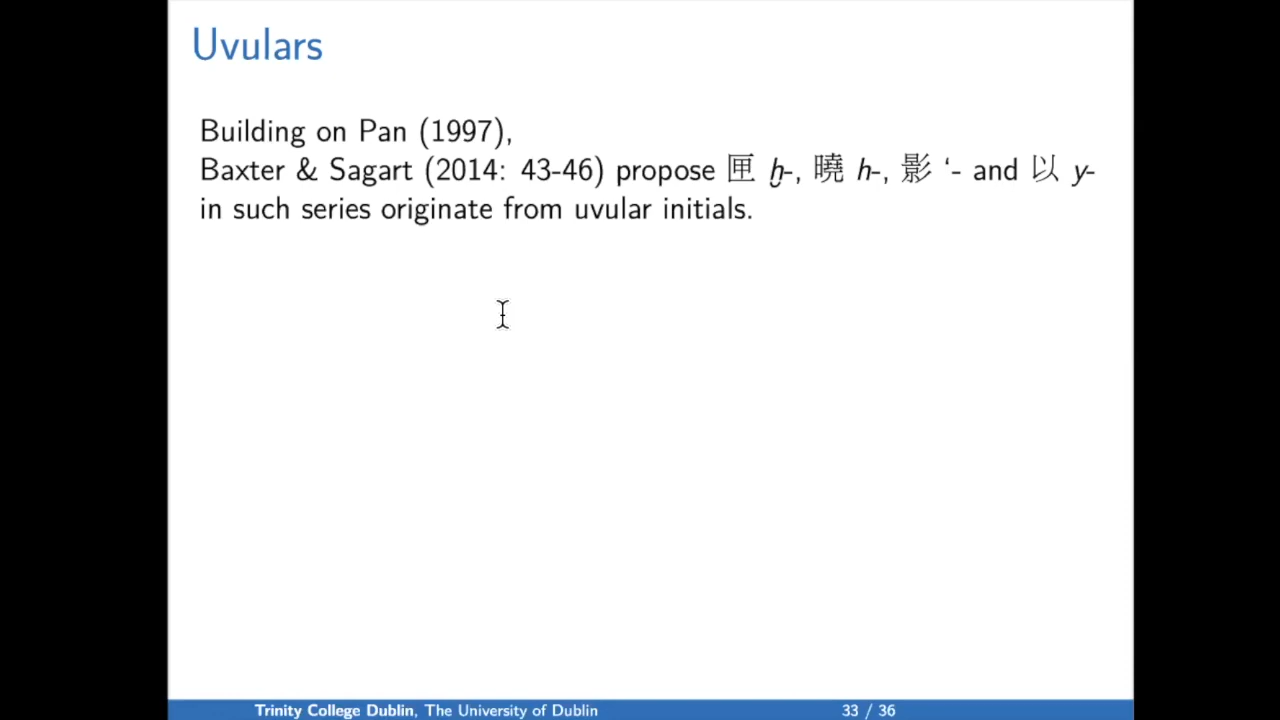 Uvulars
Building on Pan (1997),
Baxter & Sagart (2014: 43-46) propose 匣 ḫ-, 曉 h-, 影 ‘- and 以 y-
in such series originate from uvular initials.
Trinity College Dublin, The University of Dublin 33 / 36